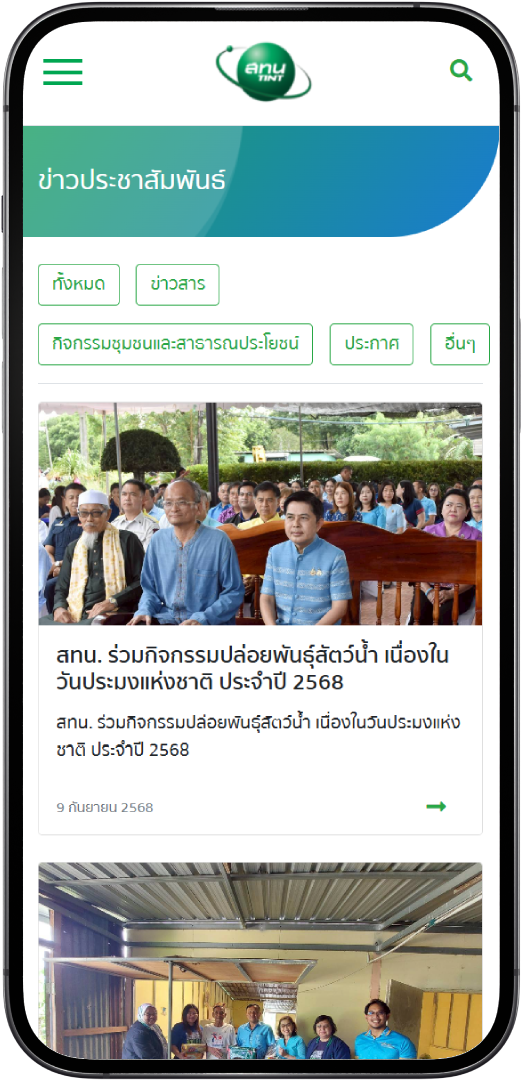 สทน
TINT
ข่าวประชาสัมพันธ์
ทั้งหมด
ข่าวสาร
กิจกรรมชุมชนและสาธารณประโยชน์
ประกาศ
อื่นๆ
สทน. ร่วมกิจกรรมปล่อยพันธุ์สัตว์น้ำ เนื่องใน
วันประมงแห่งชาติ ประจำปี 2568
สทน. ร่วมกิจกรรมปล่อยพันธุ์สัตว์น้ำ เนื่องในวันประมงแห่ง
ชาติ ประจำปี 2568
9 กันยายน 2568